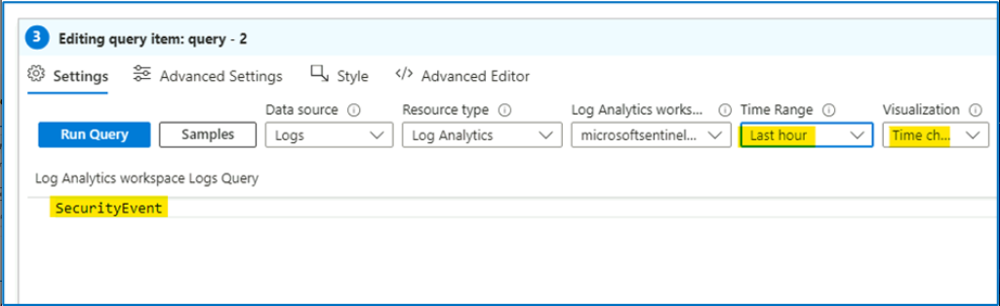 3 Editing query item: query - 2
Settings Advanced Settings Style </> Advanced Editor
Data source Resource type Log Analytics works... Time Range Visualization
Run Query Samples Logs Log Analytics microsoftsentinel... Last hour Time ch...
Log Analytics workspace Logs Query
SecurityEvent